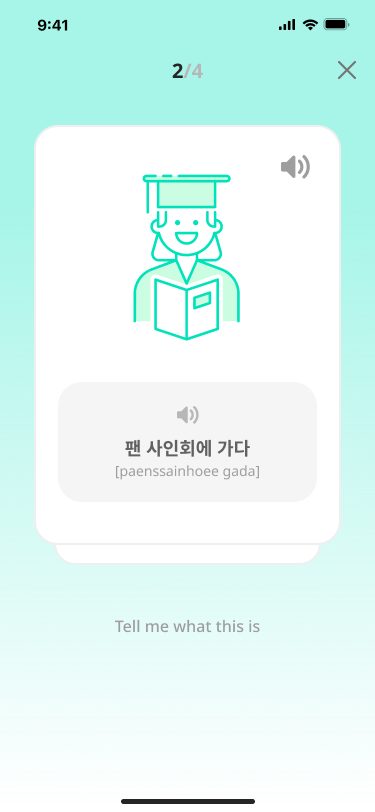 9:41
2/4
팬 사인회에 가다
[paenssainhoee gada]
Tell me what this is